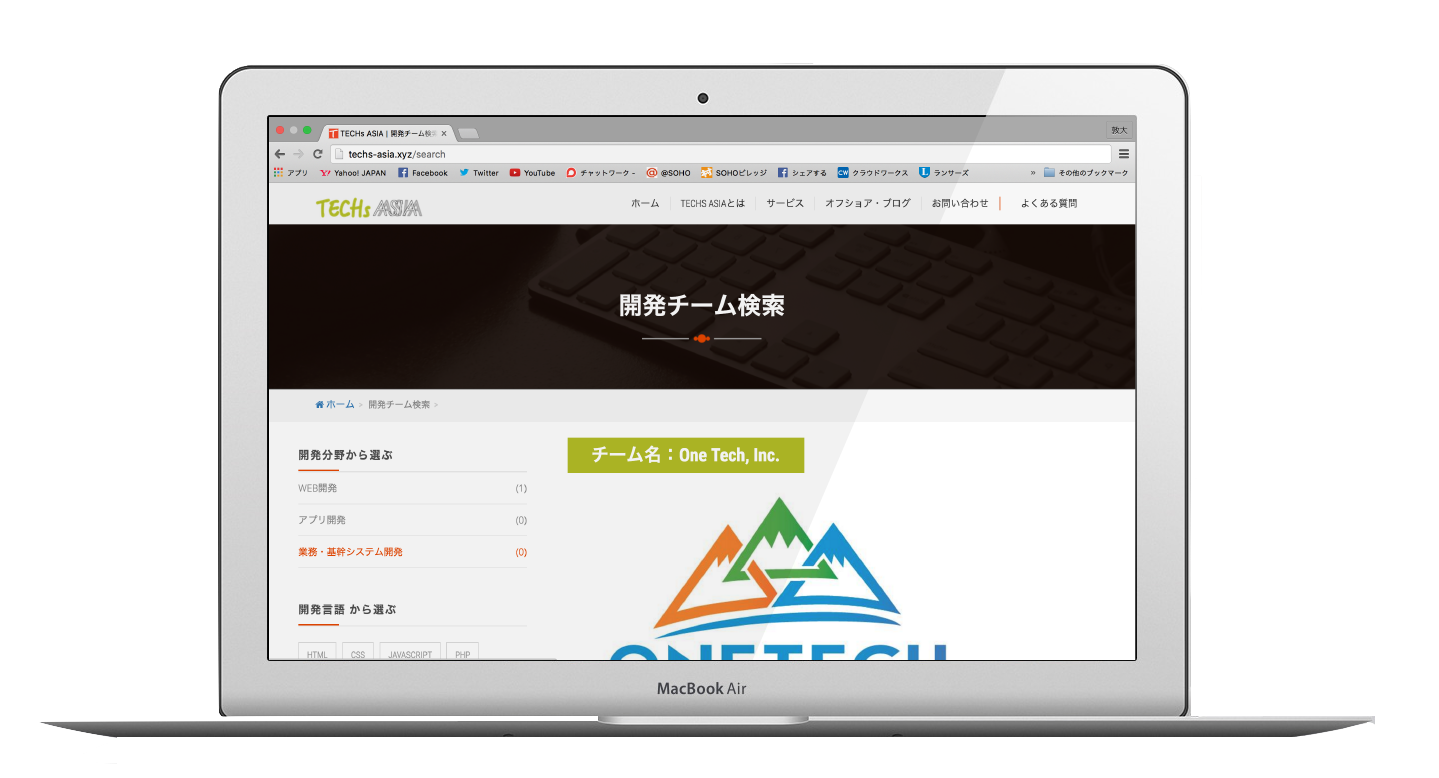 TECHs ASIA | 開発チーム検
敦大
techs-asia.xyz/search
アプリ Yahoo! JAPAN Facebook Twitter YouTube チャットワーク - @SOHO SOHOビレッジ シェアする クラウドワークス ランサーズ » その他のブックマーク
TECHs ASIA ホーム TECHS ASIAとは サービス オフショア・ブログ お問い合わせ よくある質問
開発チーム検索
ホーム > 開発チーム検索 >
チーム名：One Tech, Inc.
開発分野から選ぶ
WEB開発 (1)
アプリ開発 (0)
業務・基幹システム開発 (0)
開発言語 から選ぶ
HTML CSS JAVASCRIPT PHP
ONETECH
MacBook Air